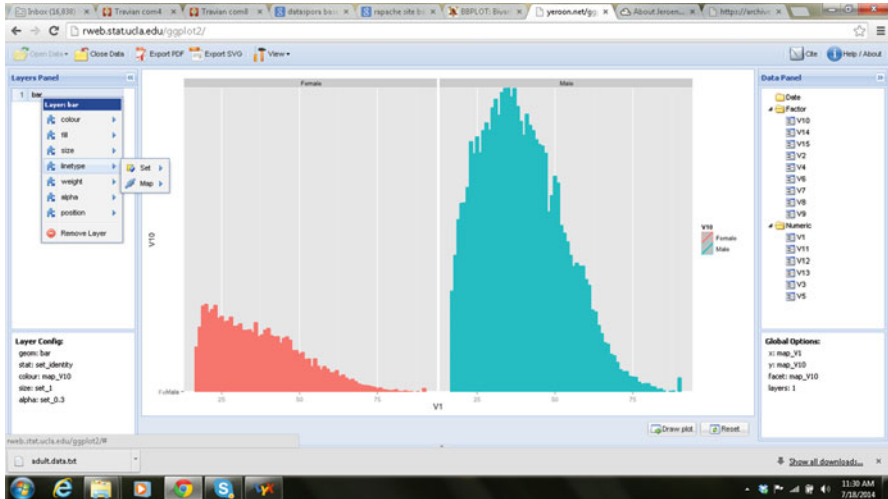 Inbox (16,838)
Travian com4
Travian com8
rapache site b
BBPLOT: Biver
yeroon.net/gg
About Jeroen...
https://archiv
rweb.stat.ucla.edu/ggplot2/
Open Data
Close Data
Export PDF
Export SVG
View
Cite
Help / About
Layers Panel
1 bar
Layer: bar
colour
fill
size
linetype
weight
alpha
position
Remove Layer
Set
Map
Layer Config:
geom: bar
stat: set_identity
colour: map_V10
size: set_1
alpha: set_0.3
Female
Male
V10
25
50
75
25
50
75
V1
V10
Female
Male
Draw plot
Reset
Data Panel
Date
Factor
V10
V14
V15
V2
V4
V6
V7
V8
V9
Numeric
V1
V11
V12
V13
V3
V5
Global Options:
x: map_V1
y: map_V10
facet: map_V10
layers: 1
rweb.stat.ucla.edu/ggplot2/#
adult.data.txt
Show all downloads...
11:30 AM
7/18/2014